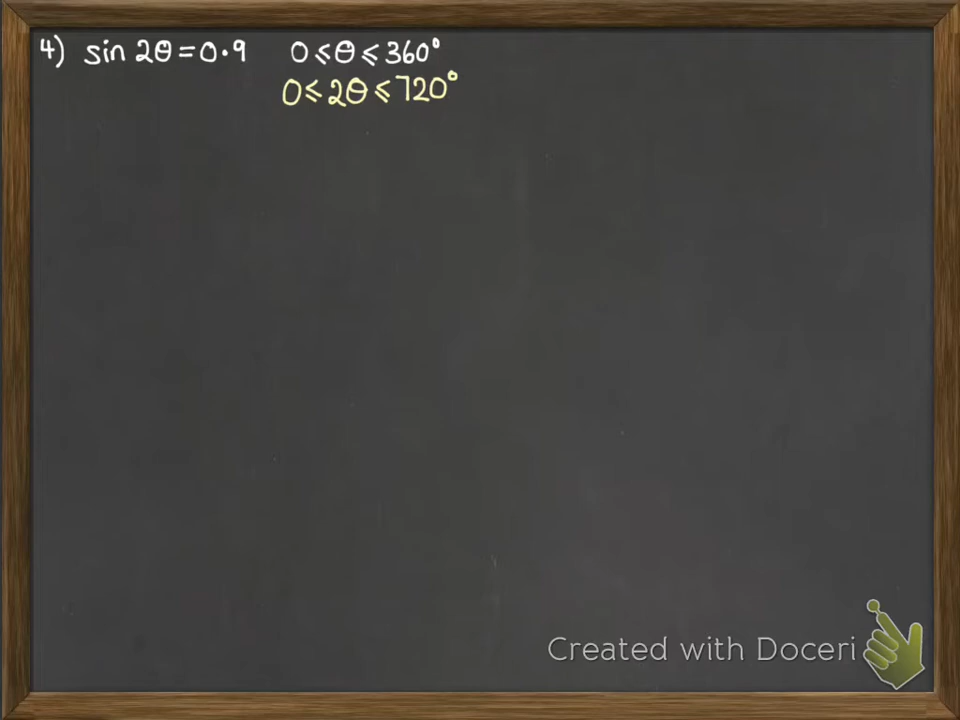 4) sin 2θ = 0·9 0 ⩽ θ ⩽ 360°
0 ⩽ 2θ ⩽ 720°
Created with Doceri